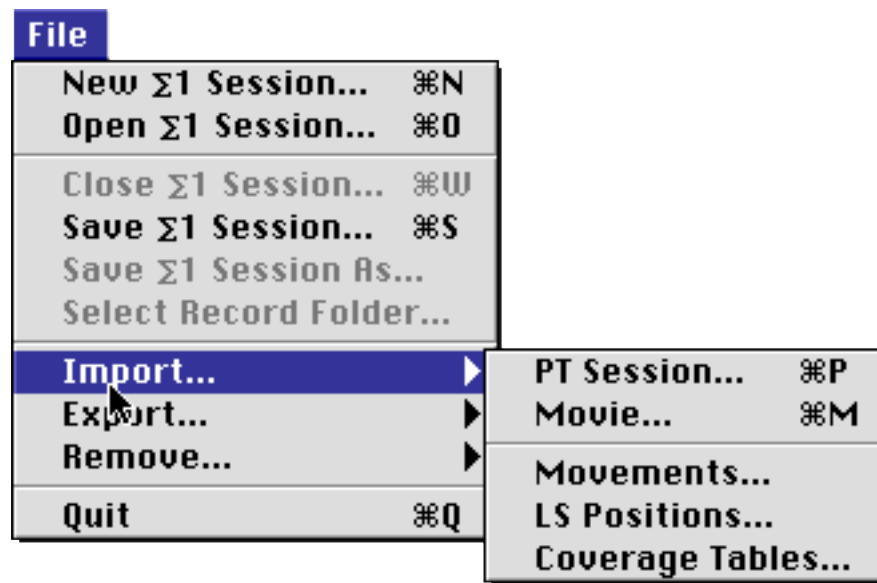 File
New ∑1 Session... ⌘N
Open ∑1 Session... ⌘O
Close ∑1 Session... ⌘W
Save ∑1 Session... ⌘S
Save ∑1 Session As...
Select Record Folder...
Import...
Export...
Remove...
Quit ⌘Q
PT Session... ⌘P
Movie... ⌘M
Movements...
LS Positions...
Coverage Tables...